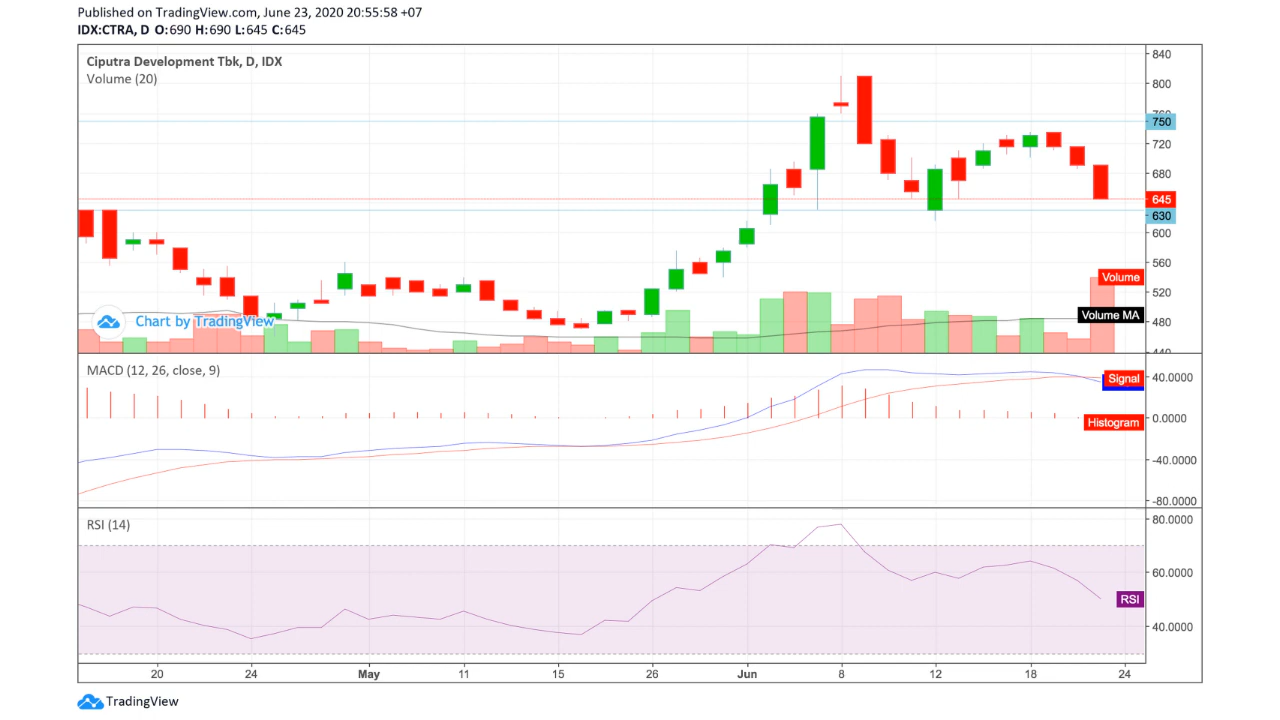 Published on TradingView.com, June 23, 2020 20:55:58 +07
IDX:CTRA, D O:690 H:690 L:645 C:645
Ciputra Development Tbk, D, IDX
Volume (20)
840
800
750
720
680
645
630
600
560
520
480
Volume
Volume MA
Chart by TradingView
MACD (12, 26, close, 9)
40.0000
Signal
0.0000
Histogram
-40.0000
-80.0000
RSI (14)
80.0000
60.0000
RSI
40.0000
20 24 May 11 15 26 Jun 8 12 18 24
TradingView